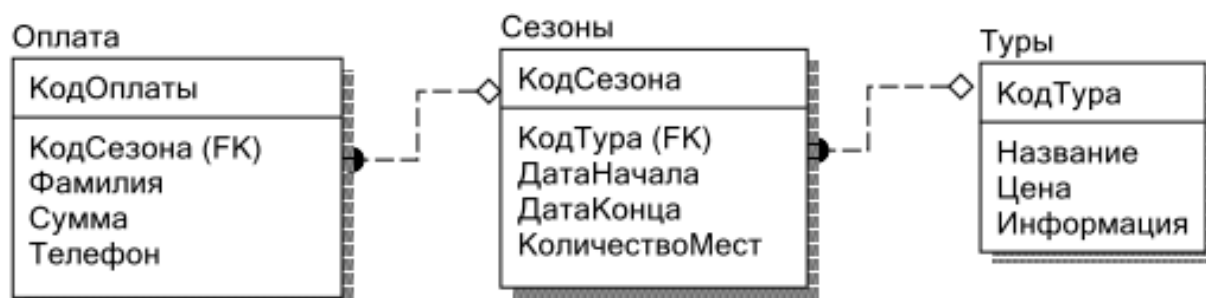 Оплата
КодОплаты
КодСезона (FK)
Фамилия
Сумма
Телефон
Сезоны
КодСезона
КодТура (FK)
ДатаНачала
ДатаКонца
КоличествоМест
Туры
КодТура
Название
Цена
Информация